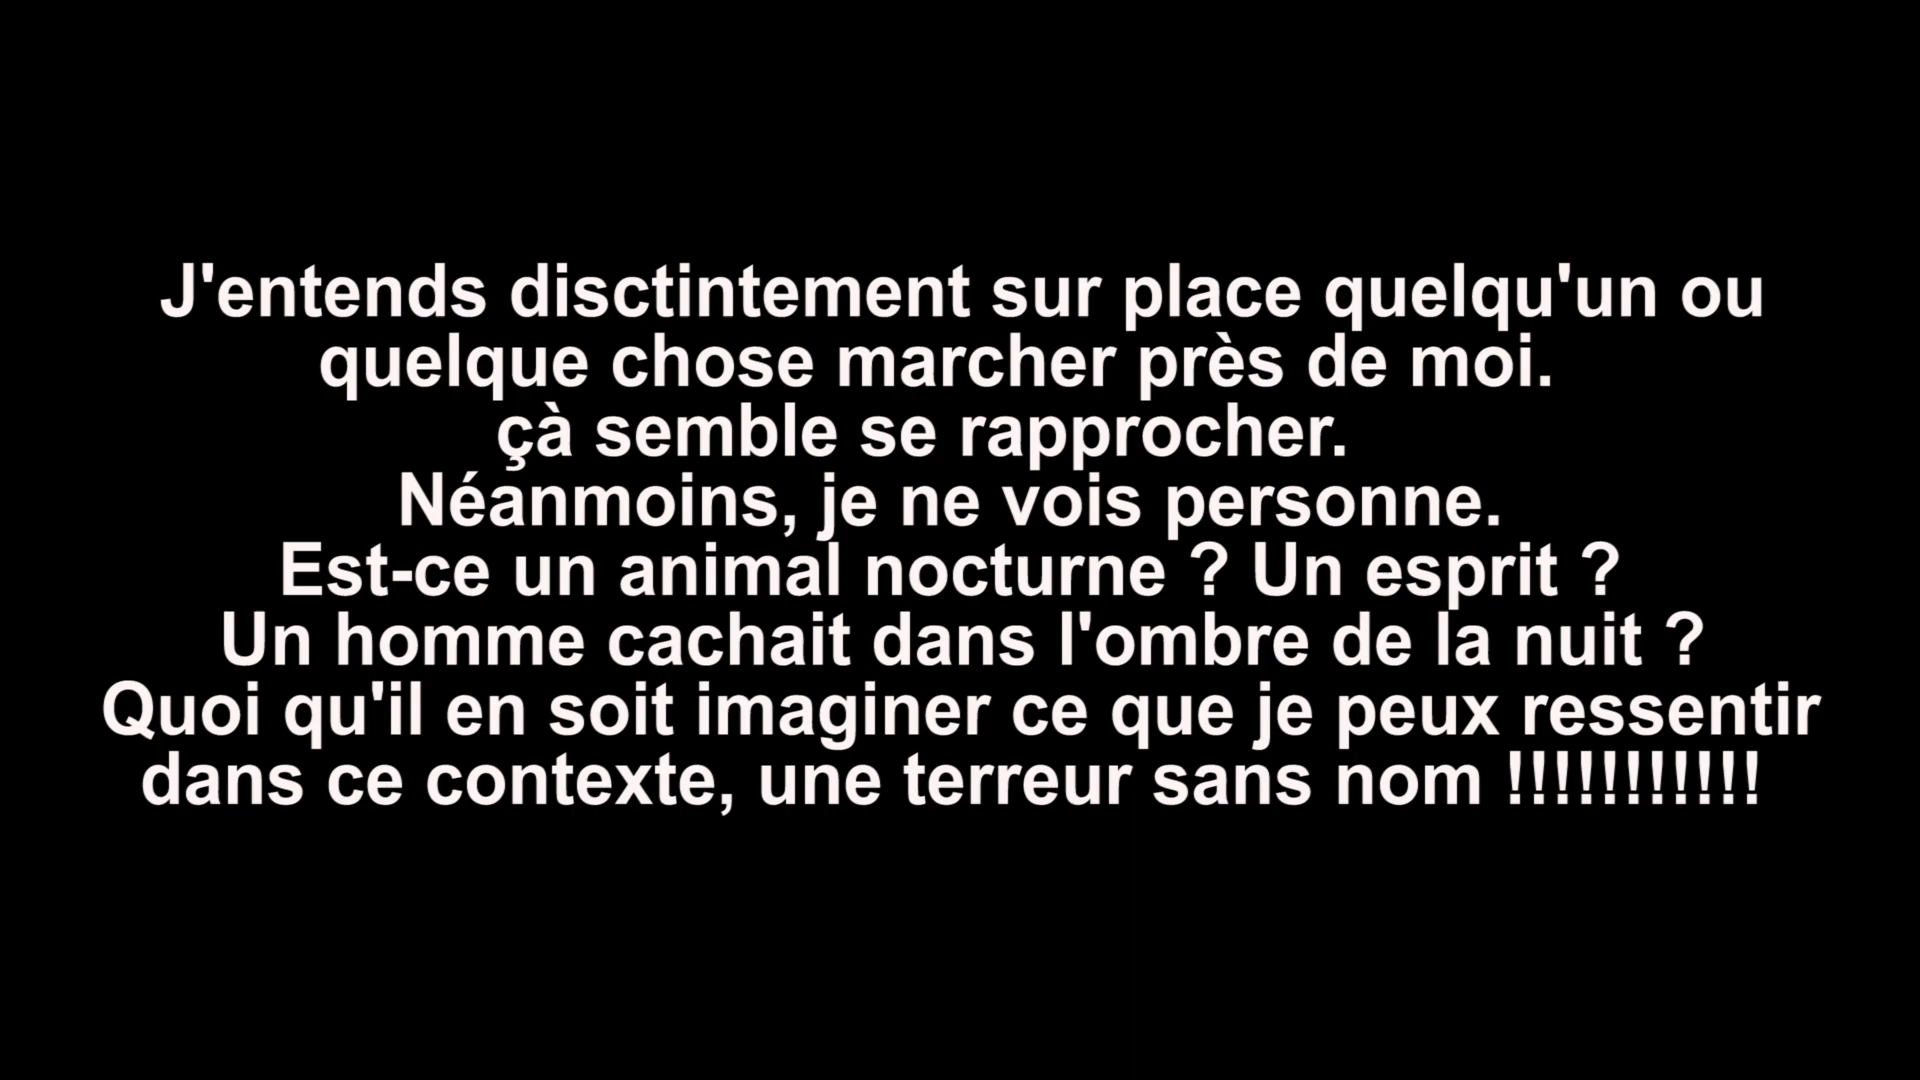 J'entends disctintement sur place quelqu'un ou
quelque chose marcher près de moi.
çà semble se rapprocher.
Néanmoins, je ne vois personne.
Est-ce un animal nocturne ? Un esprit ?
Un homme cachait dans l'ombre de la nuit ?
Quoi qu'il en soit imaginer ce que je peux ressentir
dans ce contexte, une terreur sans nom !!!!!!!!!!!